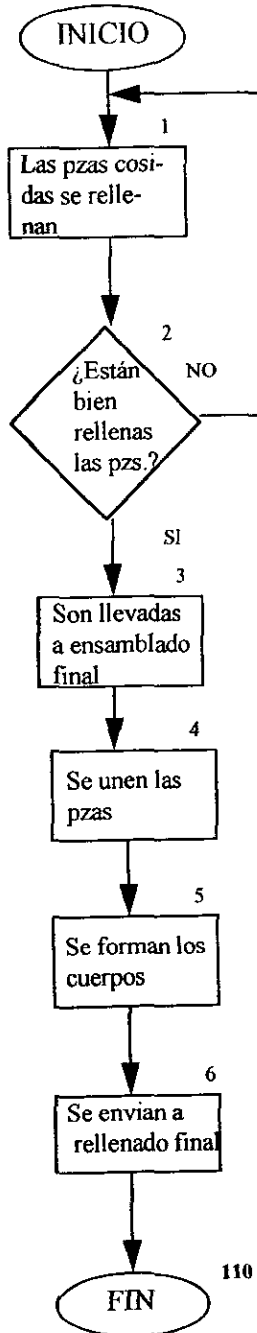 INICIO
1
Las pzas cosi-
das se relle-
nan
2
¿Están
bien
rellenas
las pzs.?
NO
SI
3
Son llevadas
a ensamblado
final
4
Se unen las
pzas
5
Se forman los
cuerpos
6
Se envian a
rellenado final
110
FIN